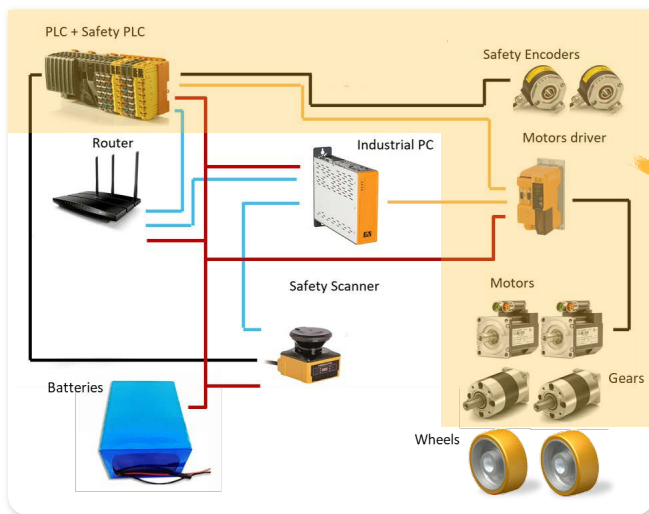 PLC + Safety PLC
Safety Encoders
Router
Industrial PC
Motors driver
Safety Scanner
Motors
Batteries
Gears
Wheels